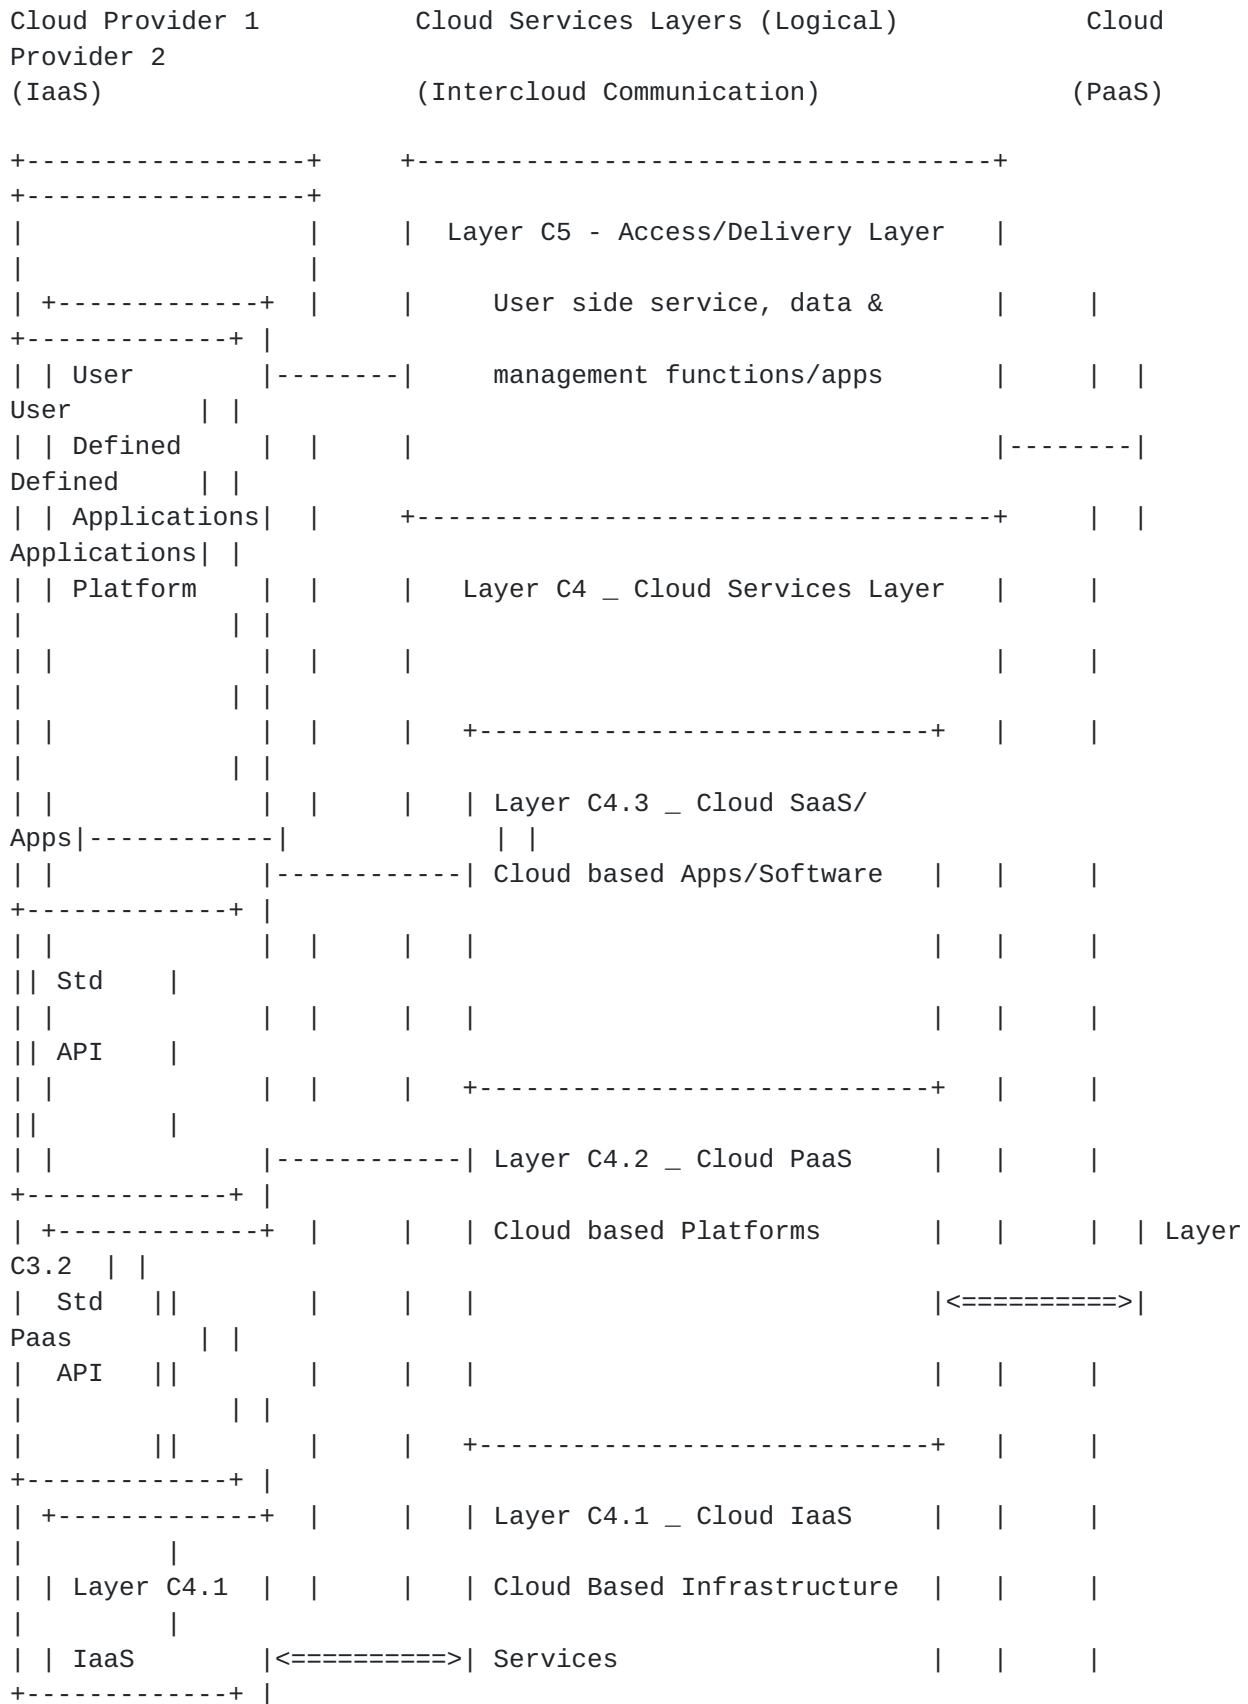 Cloud Provider 1          Cloud Services Layers (Logical)            Cloud
Provider 2
(IaaS)                    (Intercloud Communication)                (PaaS)
+------------------+     +-------------------------------------+
+------------------+
|                  |     |  Layer C5 - Access/Delivery Layer   |
|                  |
| +-------------+  |     |     User side service, data &       |     |
+-------------+ |
| | User        |--------|     management functions/apps       |     |  |
User        | |
| | Defined     |  |     |                                     |--------|
Defined     | |
| | Applications|  |     +-------------------------------------+     |  |
Applications| |
| | Platform    |  |     |   Layer C4 _ Cloud Services Layer   |     |
|             | |
| |             |  |     |                                     |     |
|             | |
| |             |  |     |   +-----------------------------+   |     |
|             | |
| |             |  |     |   | Layer C4.3 _ Cloud SaaS/
Apps|------------|             | |
| |             |------------| Cloud based Apps/Software   |   |     |
+-------------+ |
| |             |  |     |   |                             |   |     |
|| Std    |
| |             |  |     |   |                             |   |     |
|| API    |
| |             |  |     |   +-----------------------------+   |     |
||        |
| |             |------------| Layer C4.2 _ Cloud PaaS     |   |     |
+-------------+ |
| +-------------+  |     |   | Cloud based Platforms       |   |     |  | Layer
C3.2  | |
|  Std   ||        |     |   |                             |<==========>|
Paas        | |
|  API   ||        |     |   |                             |   |     |
|             | |
|        ||        |     |   +-----------------------------+   |     |
+-------------+ |
| +-------------+  |     |   | Layer C4.1 _ Cloud IaaS     |   |     |
|         |
| | Layer C4.1  |  |     |   | Cloud Based Infrastructure  |   |     |
|         |
| | IaaS        |<==========>| Services                    |   |     |
+-------------+ |